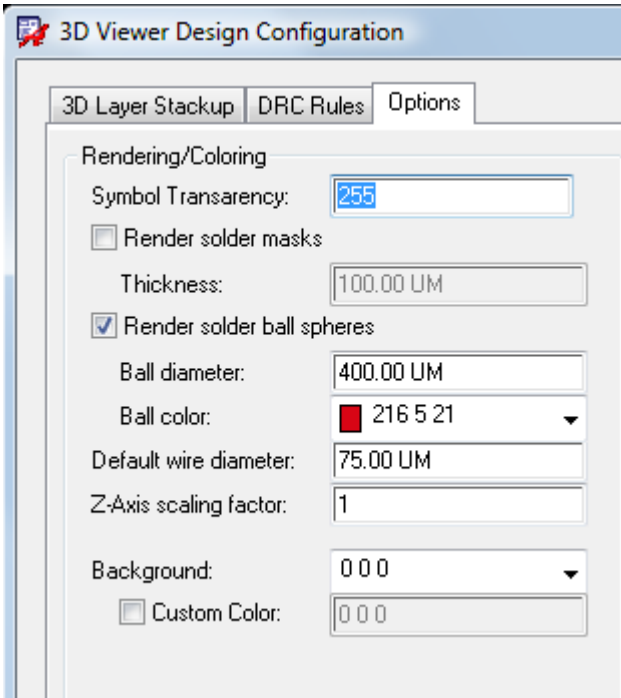 3D Viewer Design Configuration
3D Layer Stackup DRC Rules Options
Rendering/Coloring
Symbol Transarency: 255
Render solder masks
Thickness: 100.00 UM
Render solder ball spheres
Ball diameter: 400.00 UM
Ball color: 216 5 21
Default wire diameter: 75.00 UM
Z-Axis scaling factor: 1
Background: 0 0 0
Custom Color: 0 0 0